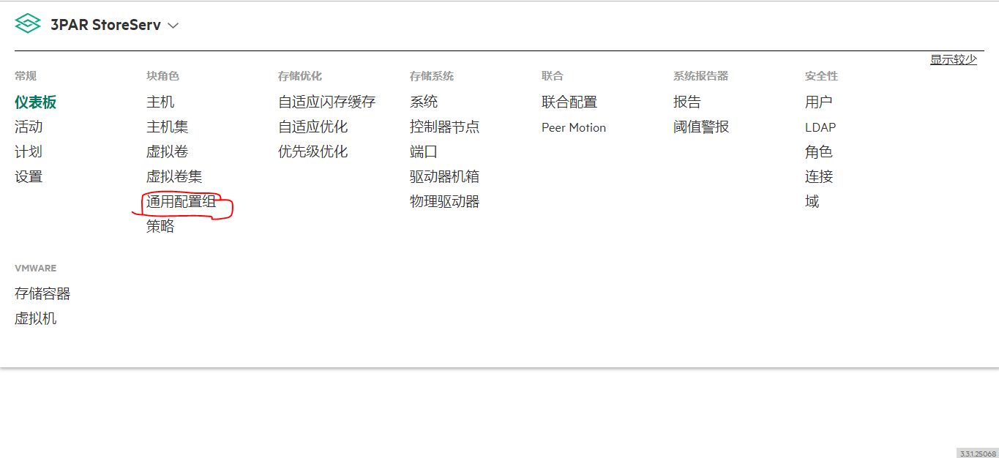 3PAR StoreServ
显示较少
常规
仪表板
活动
计划
设置
块角色
主机
主机集
虚拟卷
虚拟卷集
通用配置组
策略
存储优化
自适应闪存缓存
自适应优化
优先级优化
存储系统
系统
控制器节点
端口
驱动器机箱
物理驱动器
联合
联合配置
Peer Motion
系统报告器
报告
阈值警报
安全性
用户
LDAP
角色
连接
域
VMWARE
存储容器
虚拟机
3.3.1.25068